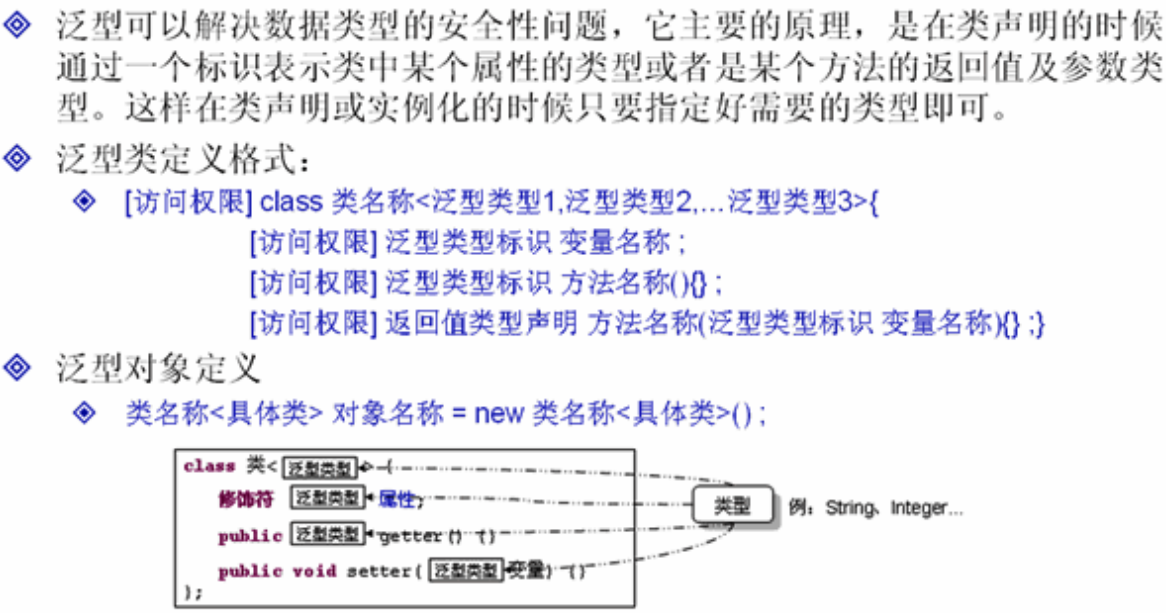 泛型可以解决数据类型的安全性问题，它主要的原理，是在类声明的时候
通过一个标识表示类中某个属性的类型或者是某个方法的返回值及参数类
型。这样在类声明或实例化的时候只要指定好需要的类型即可。
泛型类定义格式：
[访问权限] class 类名称<泛型类型1,泛型类型2,…泛型类型3>{
[访问权限] 泛型类型标识 变量名称 ;
[访问权限] 泛型类型标识 方法名称(){} ;
[访问权限] 返回值类型声明 方法名称(泛型类型标识 变量名称){} ;}
泛型对象定义
类名称<具体类> 对象名称 = new 类名称<具体类>() ;
class 类< 泛型类型 > {
修饰符 泛型类型 属性;
类型 例：String、Integer…
public 泛型类型 getter() {}
public void setter( 泛型类型 变量) {}
};